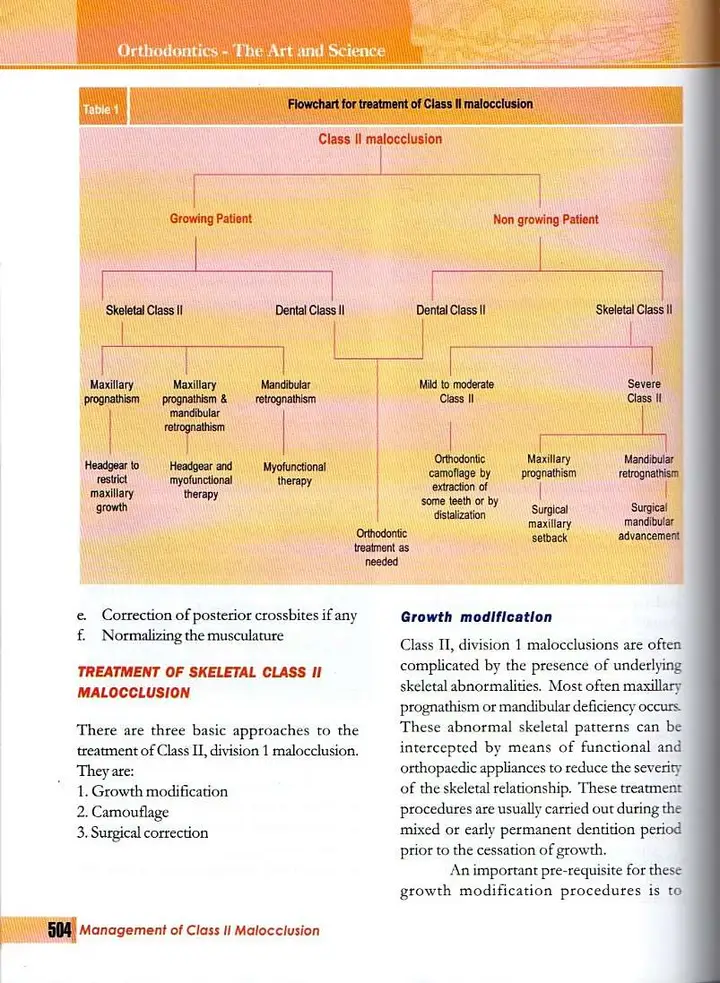 Orthodontics - The Art and Science
Table 1
Flowchart for treatment of Class II malocclusion
Class II malocclusion
Growing Patient
Non growing Patient
Skeletal Class II
Dental Class II
Dental Class II
Skeletal Class II
Maxillary
prognathism
Maxillary
prognathism &
mandibular
retrognathism
Mandibular
retrognathism
Mild to moderate
Class II
Severe
Class II
Headgear to
restrict
maxillary
growth
Headgear and
myofunctional
therapy
Myofunctional
therapy
Orthodontic
treatment as
needed
Orthodontic
camoflage by
extraction of
some teeth or by
distalization
Maxillary
prognathism
Surgical
maxillary
setback
Mandibular
retrognathism
Surgical
mandibular
advancement
e. Correction of posterior crossbites if any
f. Normalizing the musculature
TREATMENT OF SKELETAL CLASS II
MALOCCLUSION
There are three basic approaches to the
treatment of Class II, division 1 malocclusion.
They are:
1. Growth modification
2. Camouflage
3. Surgical correction
Growth modification
Class II, division 1 malocclusions are often
complicated by the presence of underlying
skeletal abnormalities. Most often maxillary
prognathism or mandibular deficiency occurs.
These abnormal skeletal patterns can be
intercepted by means of functional and
orthopaedic appliances to reduce the severity
of the skeletal relationship. These treatment
procedures are usually carried out during the
mixed or early permanent dentition period
prior to the cessation of growth.
An important pre-requisite for these
growth modification procedures is to
504 Management of Class II Malocclusion